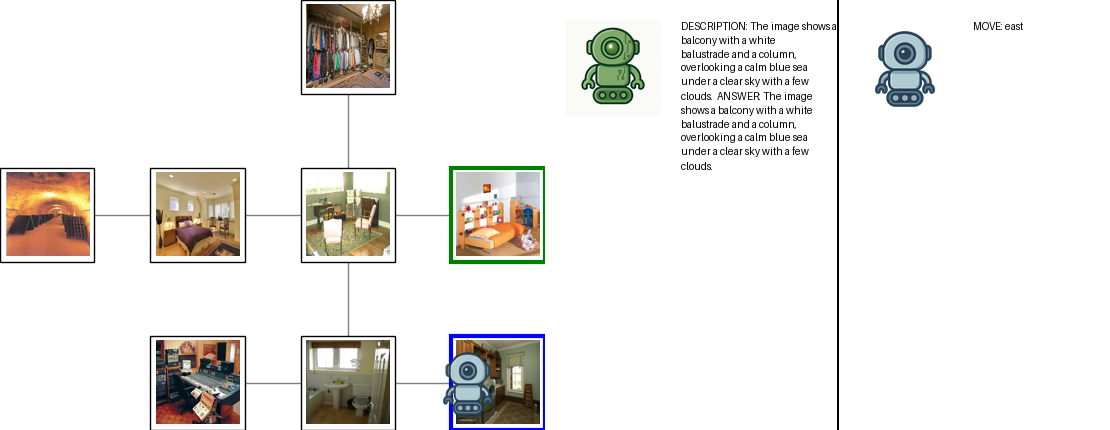 DESCRIPTION: The image shows a
balcony with a white
balustrade and a column,
overlooking a calm blue sea
under a clear sky with a few
clouds. ANSWER: The image
shows a balcony with a white
balustrade and a column,
overlooking a calm blue sea
under a clear sky with a few
clouds.
MOVE: east